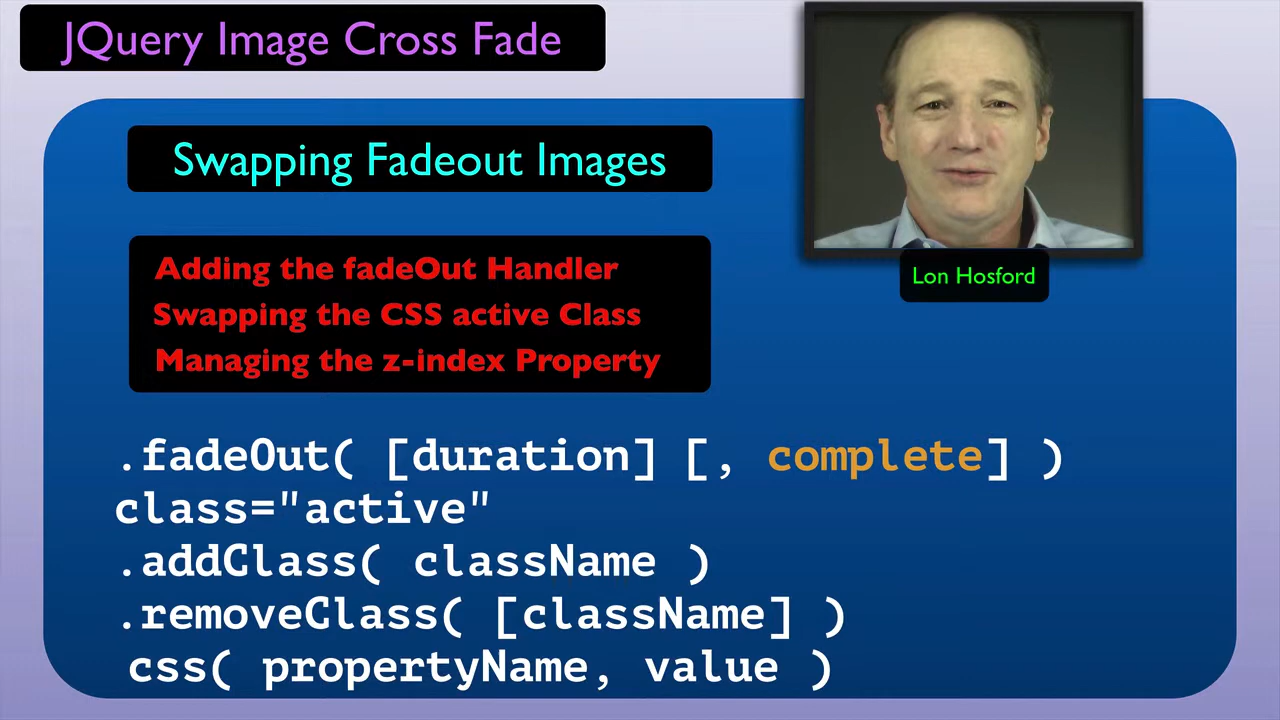 JQuery Image Cross Fade
Swapping Fadeout Images
Adding the fadeOut Handler
Swapping the CSS active Class
Managing the z-index Property
Lon Hosford
.fadeOut( [duration] [, complete] )
class="active"
.addClass( className )
.removeClass( [className] )
css( propertyName, value )